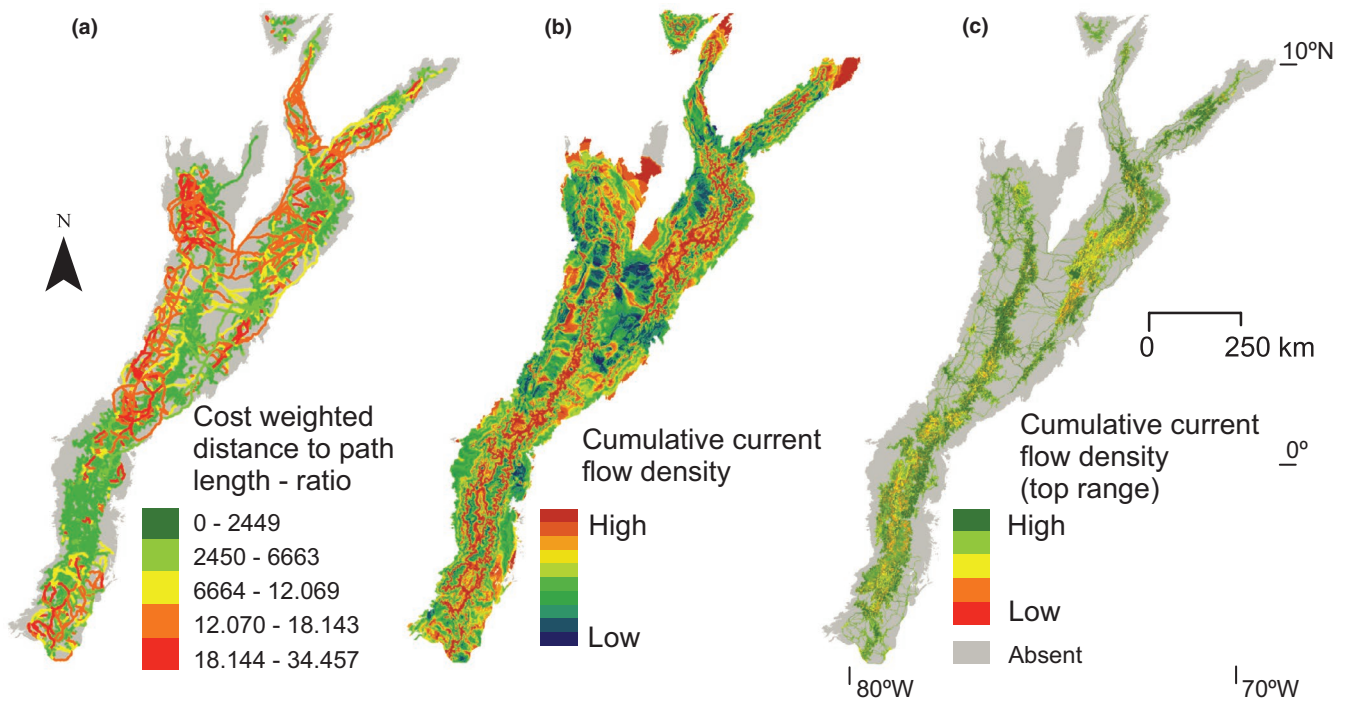 (a)
(b)
(c)
10ºN
N
0
250 km
0º
Cost weighted
distance to path
length - ratio
0 - 2449
2450 - 6663
6664 - 12.069
12.070 - 18.143
18.144 - 34.457
Cumulative current
flow density
High
Low
Cumulative current
flow density
(top range)
High
Low
Absent
80ºW
70ºW